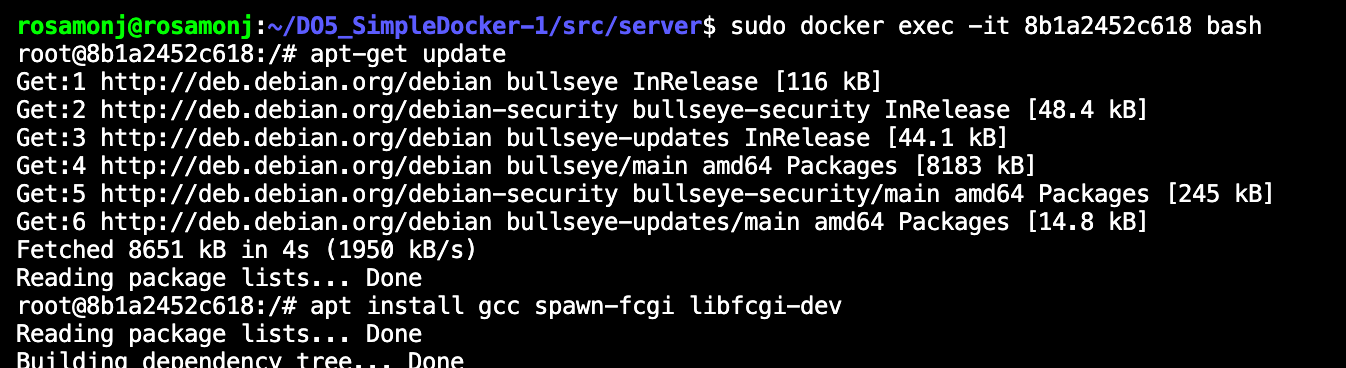 rosamonj@rosamonj:~/DO5_SimpleDocker-1/src/server$ sudo docker exec -it 8b1a2452c618 bash
root@8b1a2452c618:/# apt-get update
Get:1 http://deb.debian.org/debian bullseye InRelease [116 kB]
Get:2 http://deb.debian.org/debian-security bullseye-security InRelease [48.4 kB]
Get:3 http://deb.debian.org/debian bullseye-updates InRelease [44.1 kB]
Get:4 http://deb.debian.org/debian bullseye/main amd64 Packages [8183 kB]
Get:5 http://deb.debian.org/debian-security bullseye-security/main amd64 Packages [245 kB]
Get:6 http://deb.debian.org/debian bullseye-updates/main amd64 Packages [14.8 kB]
Fetched 8651 kB in 4s (1950 kB/s)
Reading package lists... Done
root@8b1a2452c618:/# apt install gcc spawn-fcgi libfcgi-dev
Reading package lists... Done
Building dependency tree... Done